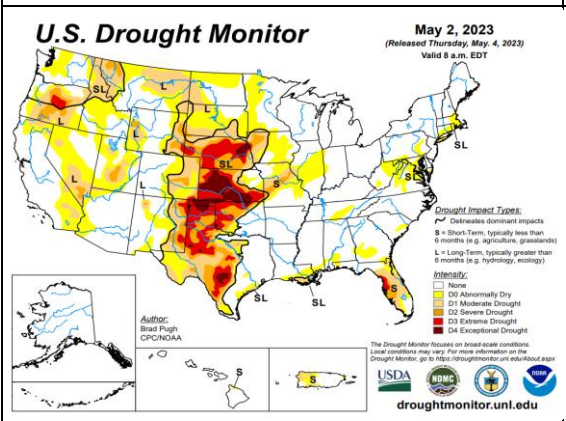 U.S. Drought Monitor
May 2, 2023
(Released Thursday, May. 4, 2023)
Valid 8 a.m. EDT
SL
L
L
L
L
L
L
L
SL
S
SL
SL
S
SL
SL
S
S
Drought Impact Types:
Delineates dominant impacts
S = Short-Term, typically less than
6 months (e.g. agriculture, grasslands)
L = Long-Term, typically greater than
6 months (e.g. hydrology, ecology)
Intensity:
None
D0 Abnormally Dry
D1 Moderate Drought
D2 Severe Drought
D3 Extreme Drought
D4 Exceptional Drought
Author:
Brad Pugh
CPC/NOAA
The Drought Monitor focuses on broad-scale conditions.
Local conditions may vary. For more information on the
Drought Monitor, go to https://droughtmonitor.unl.edu/About.aspx
USDA
NDMC
NOAA
droughtmonitor.unl.edu